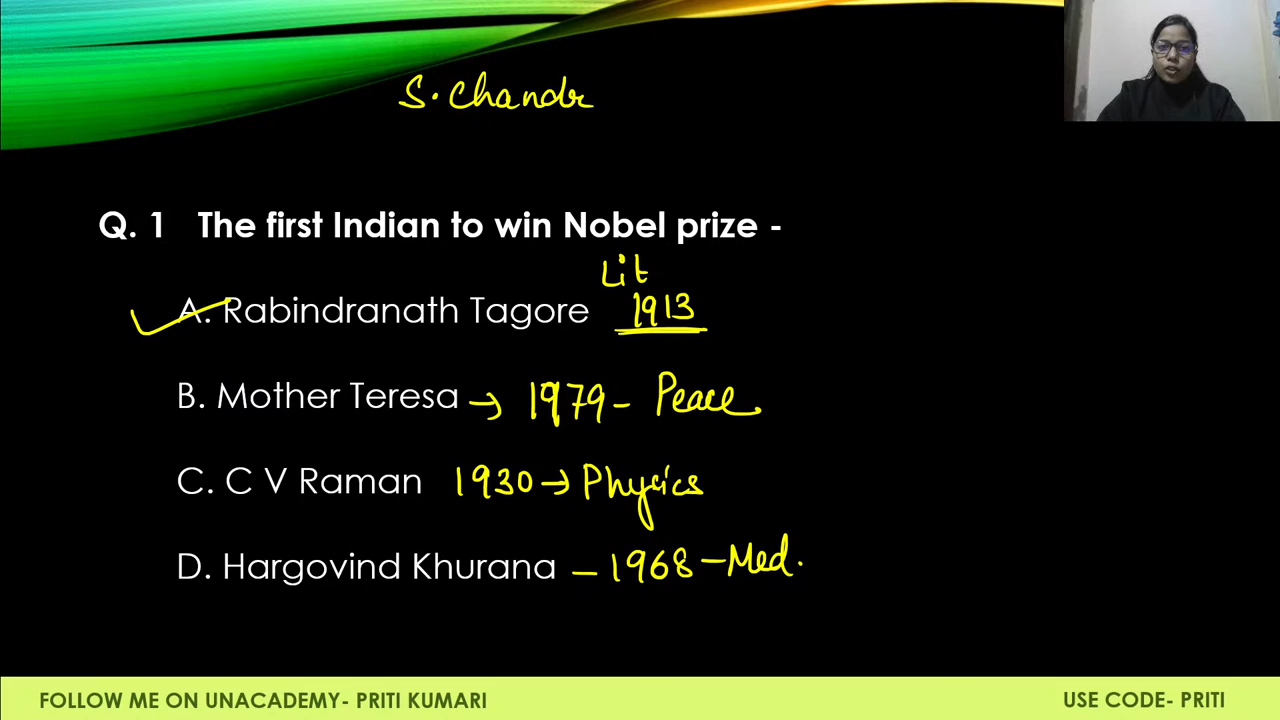 S. Chandr
Q. 1 The first Indian to win Nobel prize -
Lit
A. Rabindranath Tagore 1913
B. Mother Teresa → 1979 - Peace
C. C V Raman 1930 → Physics
D. Hargovind Khurana - 1968 - Med.
FOLLOW ME ON UNACADEMY- PRITI KUMARI USE CODE- PRITI